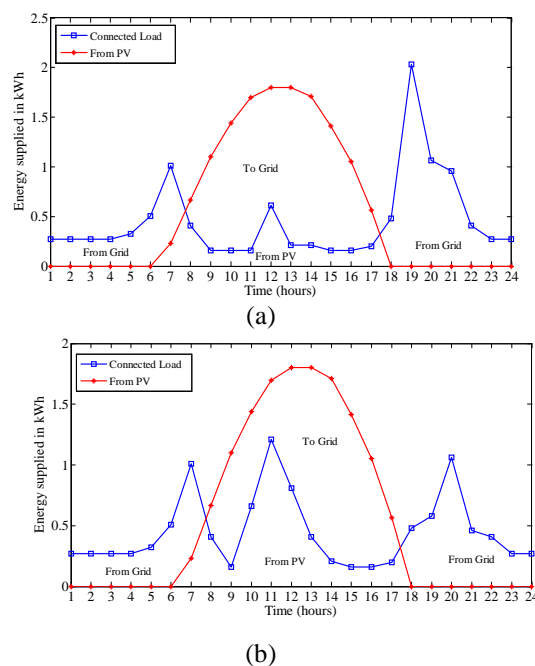 (a)
2.5
Connected Load
From PV
2
1.5
1
0.5
0
Energy supplied in kWh
To Grid
From Grid
From PV
From Grid
1 2 3 4 5 6 7 8 9 10 11 12 13 14 15 16 17 18 19 20 21 22 23 24
Time (hours)
(a)
2
Connected Load
From PV
1.5
1
0.5
0
Energy supplied in kWh
To Grid
From PV
From Grid
From Grid
1 2 3 4 5 6 7 8 9 10 11 12 13 14 15 16 17 18 19 20 21 22 23 24
Time (hours)
(b)